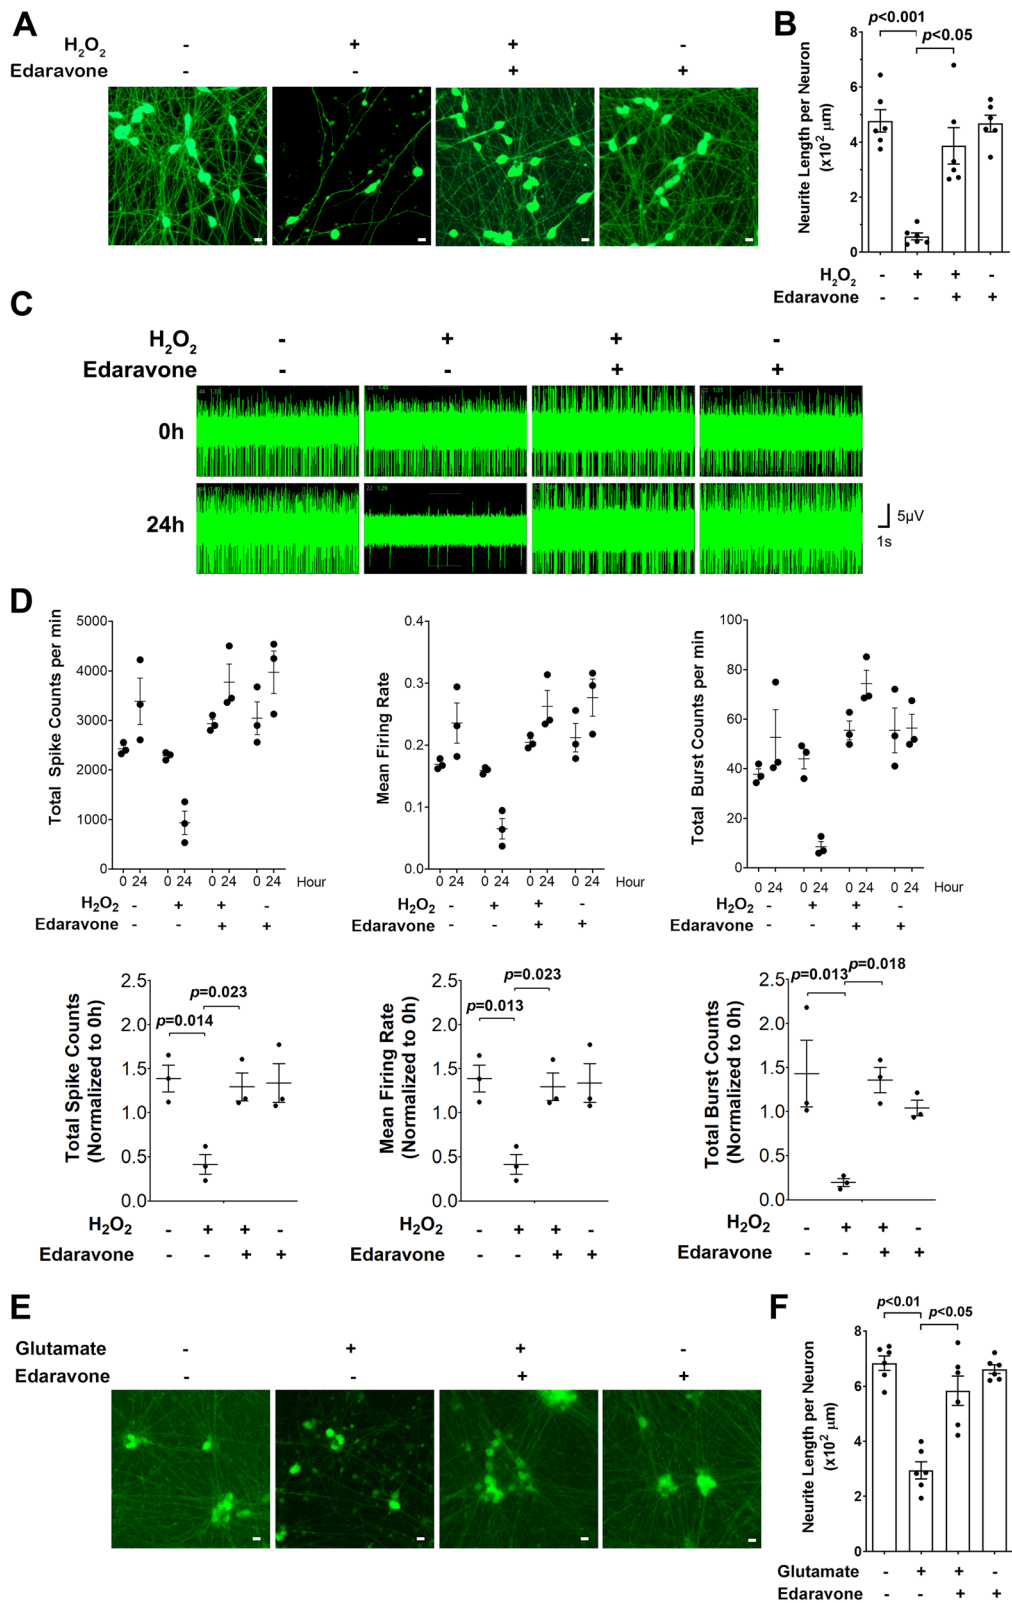 A
H2O2 - + + -
Edaravone - - + +
B
p<0.001
p<0.05
Neurite Length per Neuron
(x10² µm)
8
6
4
2
0
H2O2 - + + -
Edaravone - - + +
C
H2O2 - + + -
Edaravone - - + +
0h
24h
5µV
1s
D
Total Spike Counts per min
5000
4000
3000
2000
1000
0
0 24 0 24 0 24 0 24 Hour
H2O2 - + + -
Edaravone - - + +
Mean Firing Rate
0.4
0.3
0.2
0.1
0.0
0 24 0 24 0 24 0 24 Hour
H2O2 - + + -
Edaravone - - + +
Total Burst Counts per min
100
80
60
40
20
0
0 24 0 24 0 24 0 24 Hour
H2O2 - + + -
Edaravone - - + +
Total Spike Counts
(Normalized to 0h)
2.5
2.0
1.5
1.0
0.5
0.0
p=0.023
p=0.014
H2O2 - + + -
Edaravone - - + +
Mean Firing Rate
(Normalized to 0h)
2.5
2.0
1.5
1.0
0.5
0.0
p=0.023
p=0.013
H2O2 - + + -
Edaravone - - + +
Total Burst Counts
(Normalized to 0h)
2.5
2.0
1.5
1.0
0.5
0.0
p=0.018
p=0.013
H2O2 - + + -
Edaravone - - + +
E
Glutamate - + + -
Edaravone - - + +
F
p<0.01
p<0.05
Neurite Length per Neuron
(x10² µm)
8
6
4
2
0
Glutamate - + + -
Edaravone - - + +